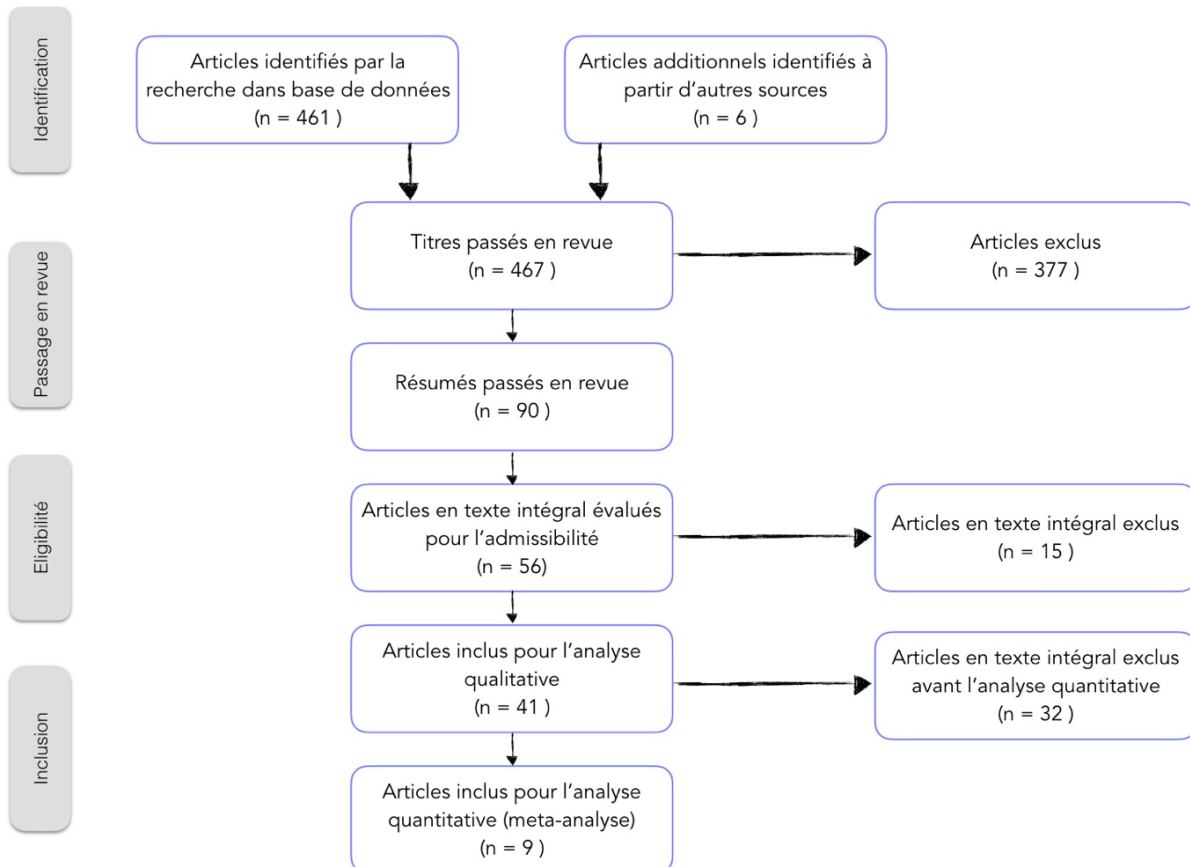 Identification
Articles identifiés par la
recherche dans base de données
(n = 461 )
Articles additionnels identifiés à
partir d'autres sources
(n = 6 )
Passage en revue
Titres passés en revue
(n = 467 )
Articles exclus
(n = 377 )
Résumés passés en revue
(n = 90 )
Eligibilité
Articles en texte intégral évalués
pour l'admissibilité
(n = 56)
Articles en texte intégral exclus
(n = 15 )
Inclusion
Articles inclus pour l'analyse
qualitative
(n = 41 )
Articles en texte intégral exclus
avant l'analyse quantitative
(n = 32 )
Articles inclus pour l'analyse
quantitative (meta-analyse)
(n = 9 )